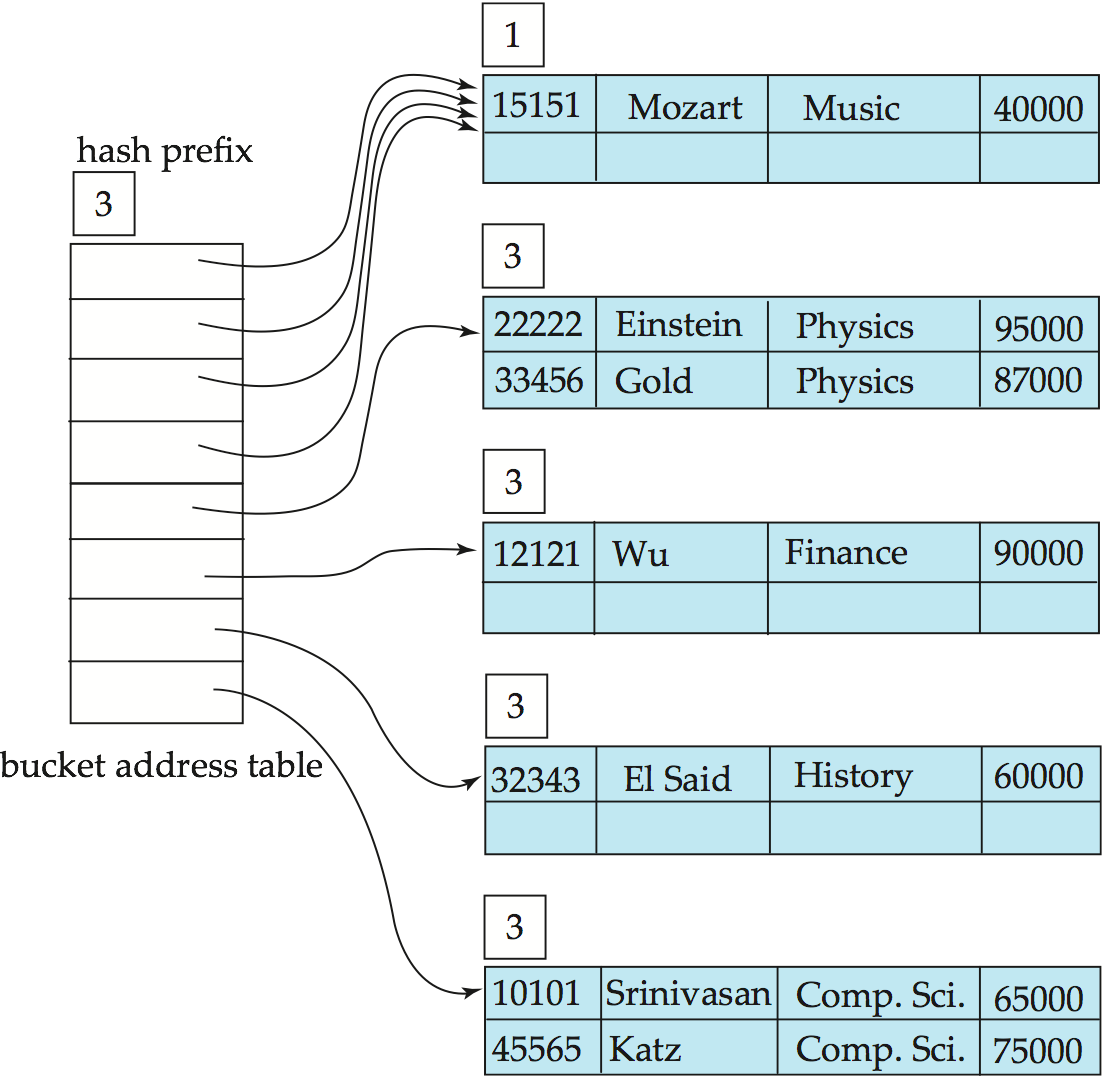 1
15151 Mozart Music 40000
hash prefix
3
3
22222 Einstein Physics 95000
33456 Gold Physics 87000
3
12121 Wu Finance 90000
3
bucket address table
32343 El Said History 60000
3
10101 Srinivasan Comp. Sci. 65000
45565 Katz Comp. Sci. 75000